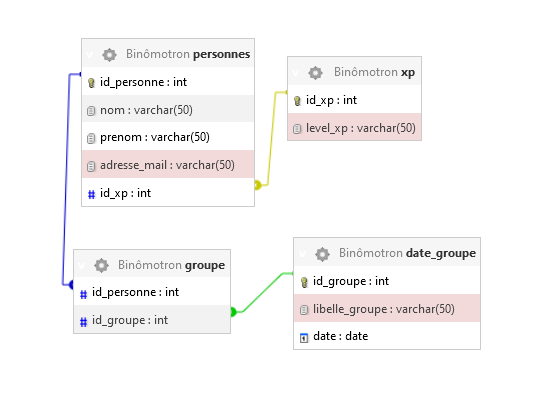 Binômotron personnes
id_personne : int
nom : varchar(50)
prenom : varchar(50)
adresse_mail : varchar(50)
id_xp : int
Binômotron xp
id_xp : int
level_xp : varchar(50)
Binômotron groupe
id_personne : int
id_groupe : int
Binômotron date_groupe
id_groupe : int
libelle_groupe : varchar(50)
date : date